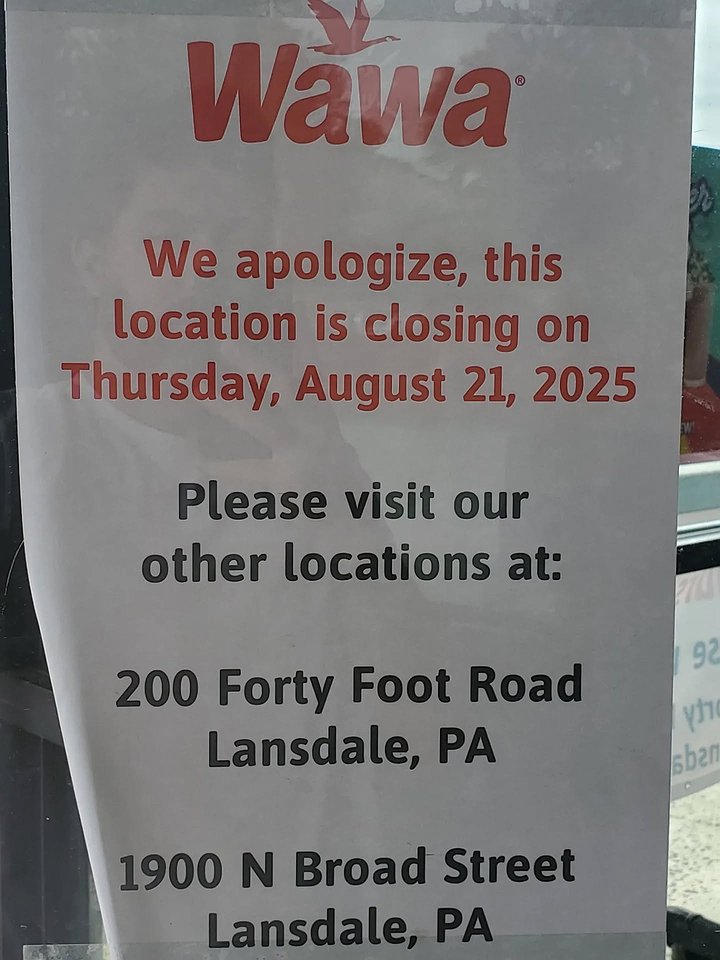 Wawa®
We apologize, this
location is closing on
Thursday, August 21, 2025
Please visit our
other locations at:
200 Forty Foot Road
Lansdale, PA
1900 N Broad Street
Lansdale, PA